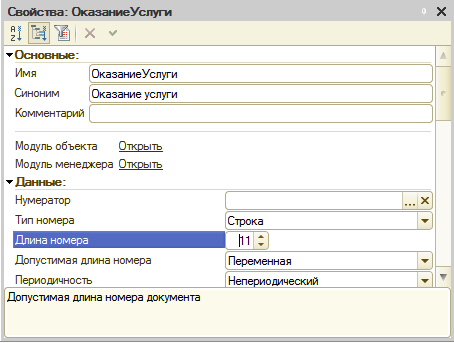 Свойства: ОказаниеУслуги
Основные:
Имя ОказаниеУслуги
Синоним Оказание услуги
Комментарий
Модуль объекта Открыть
Модуль менеджера Открыть
Данные:
Нумератор ...
Тип номера Строка
Длина номера 11
Допустимая длина номера Переменная
Периодичность Непериодический
Допустимая длина номера документа